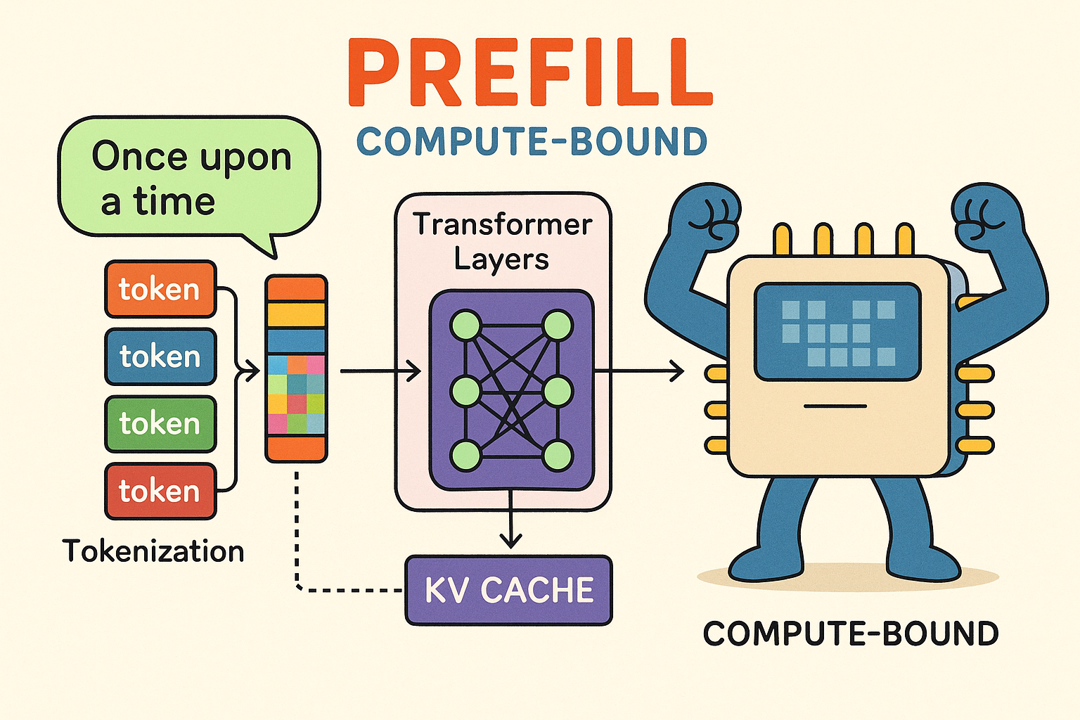 PREFILL
COMPUTE-BOUND
Once upon
a time
token
token
token
token
Tokenization
Transformer
Layers
KV CACHE
COMPUTE-BOUND